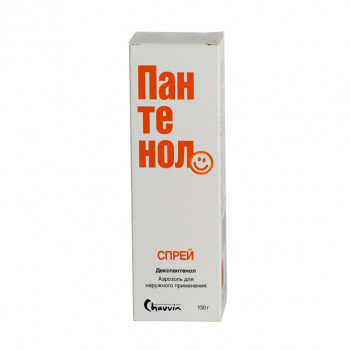 Пан
те
нол
СПРЕЙ
Декспантенол
Аэрозоль для
наружного применения
Chauvin
130 г